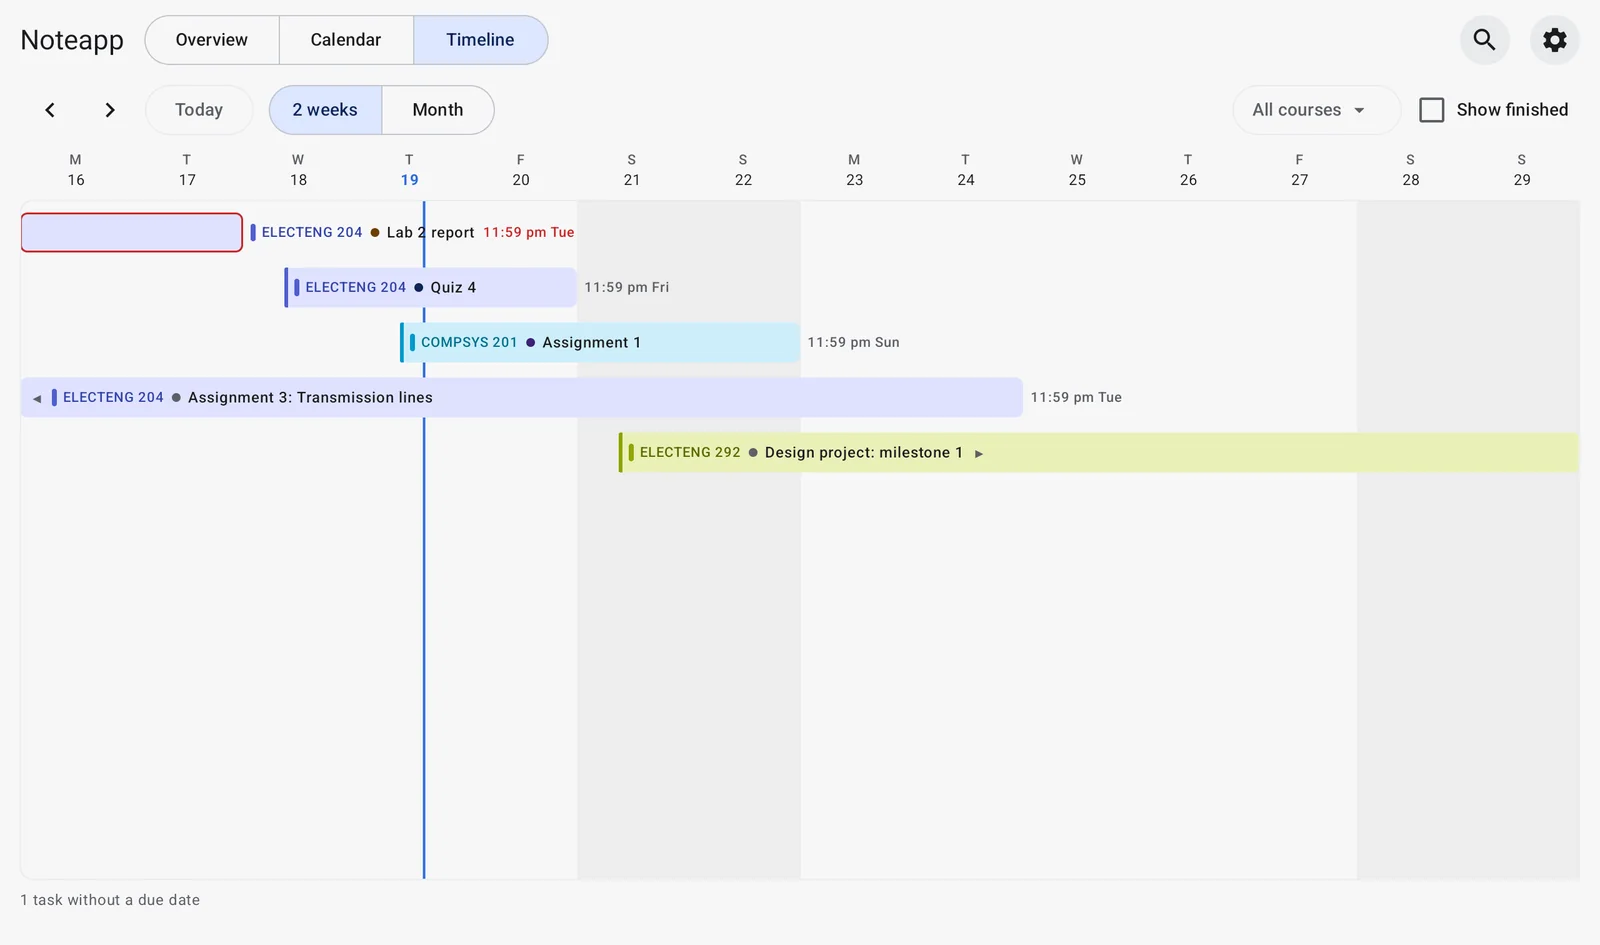 Noteapp Overview Calendar Timeline
Today 2 weeks Month All courses Show finished
M T W T F S S M T W T F S S
16 17 18 19 20 21 22 23 24 25 26 27 28 29
ELECTENG 204 Lab 2 report 11:59 pm Tue
ELECTENG 204 Quiz 4 11:59 pm Fri
COMPSYS 201 Assignment 1 11:59 pm Sun
ELECTENG 204 Assignment 3: Transmission lines 11:59 pm Tue
ELECTENG 292 Design project: milestone 1
1 task without a due date